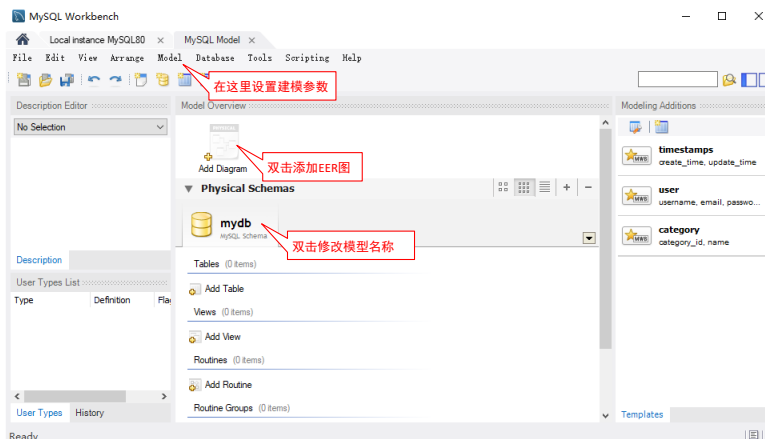 MySQL Workbench
Local instance MySQL80 ×
MySQL Model ×
File Edit View Arrange Model Database Tools Scripting Help
在这里设置建模参数
Description Editor
No Selection
Description
User Types List
Type Definition Flag
User Types History
Ready
Model Overview
PHYSICAL
Add Diagram
双击添加EER图
Physical Schemas
mydb
MySQL Schema
双击修改模型名称
Tables (0 items)
Add Table
Views (0 items)
Add View
Routines (0 items)
Add Routine
Routine Groups (0 items)
Modeling Additions
MWB
timestamps
create_time, update_time
MWB
user
username, email, passwo...
MWB
category
category_id, name
Templates